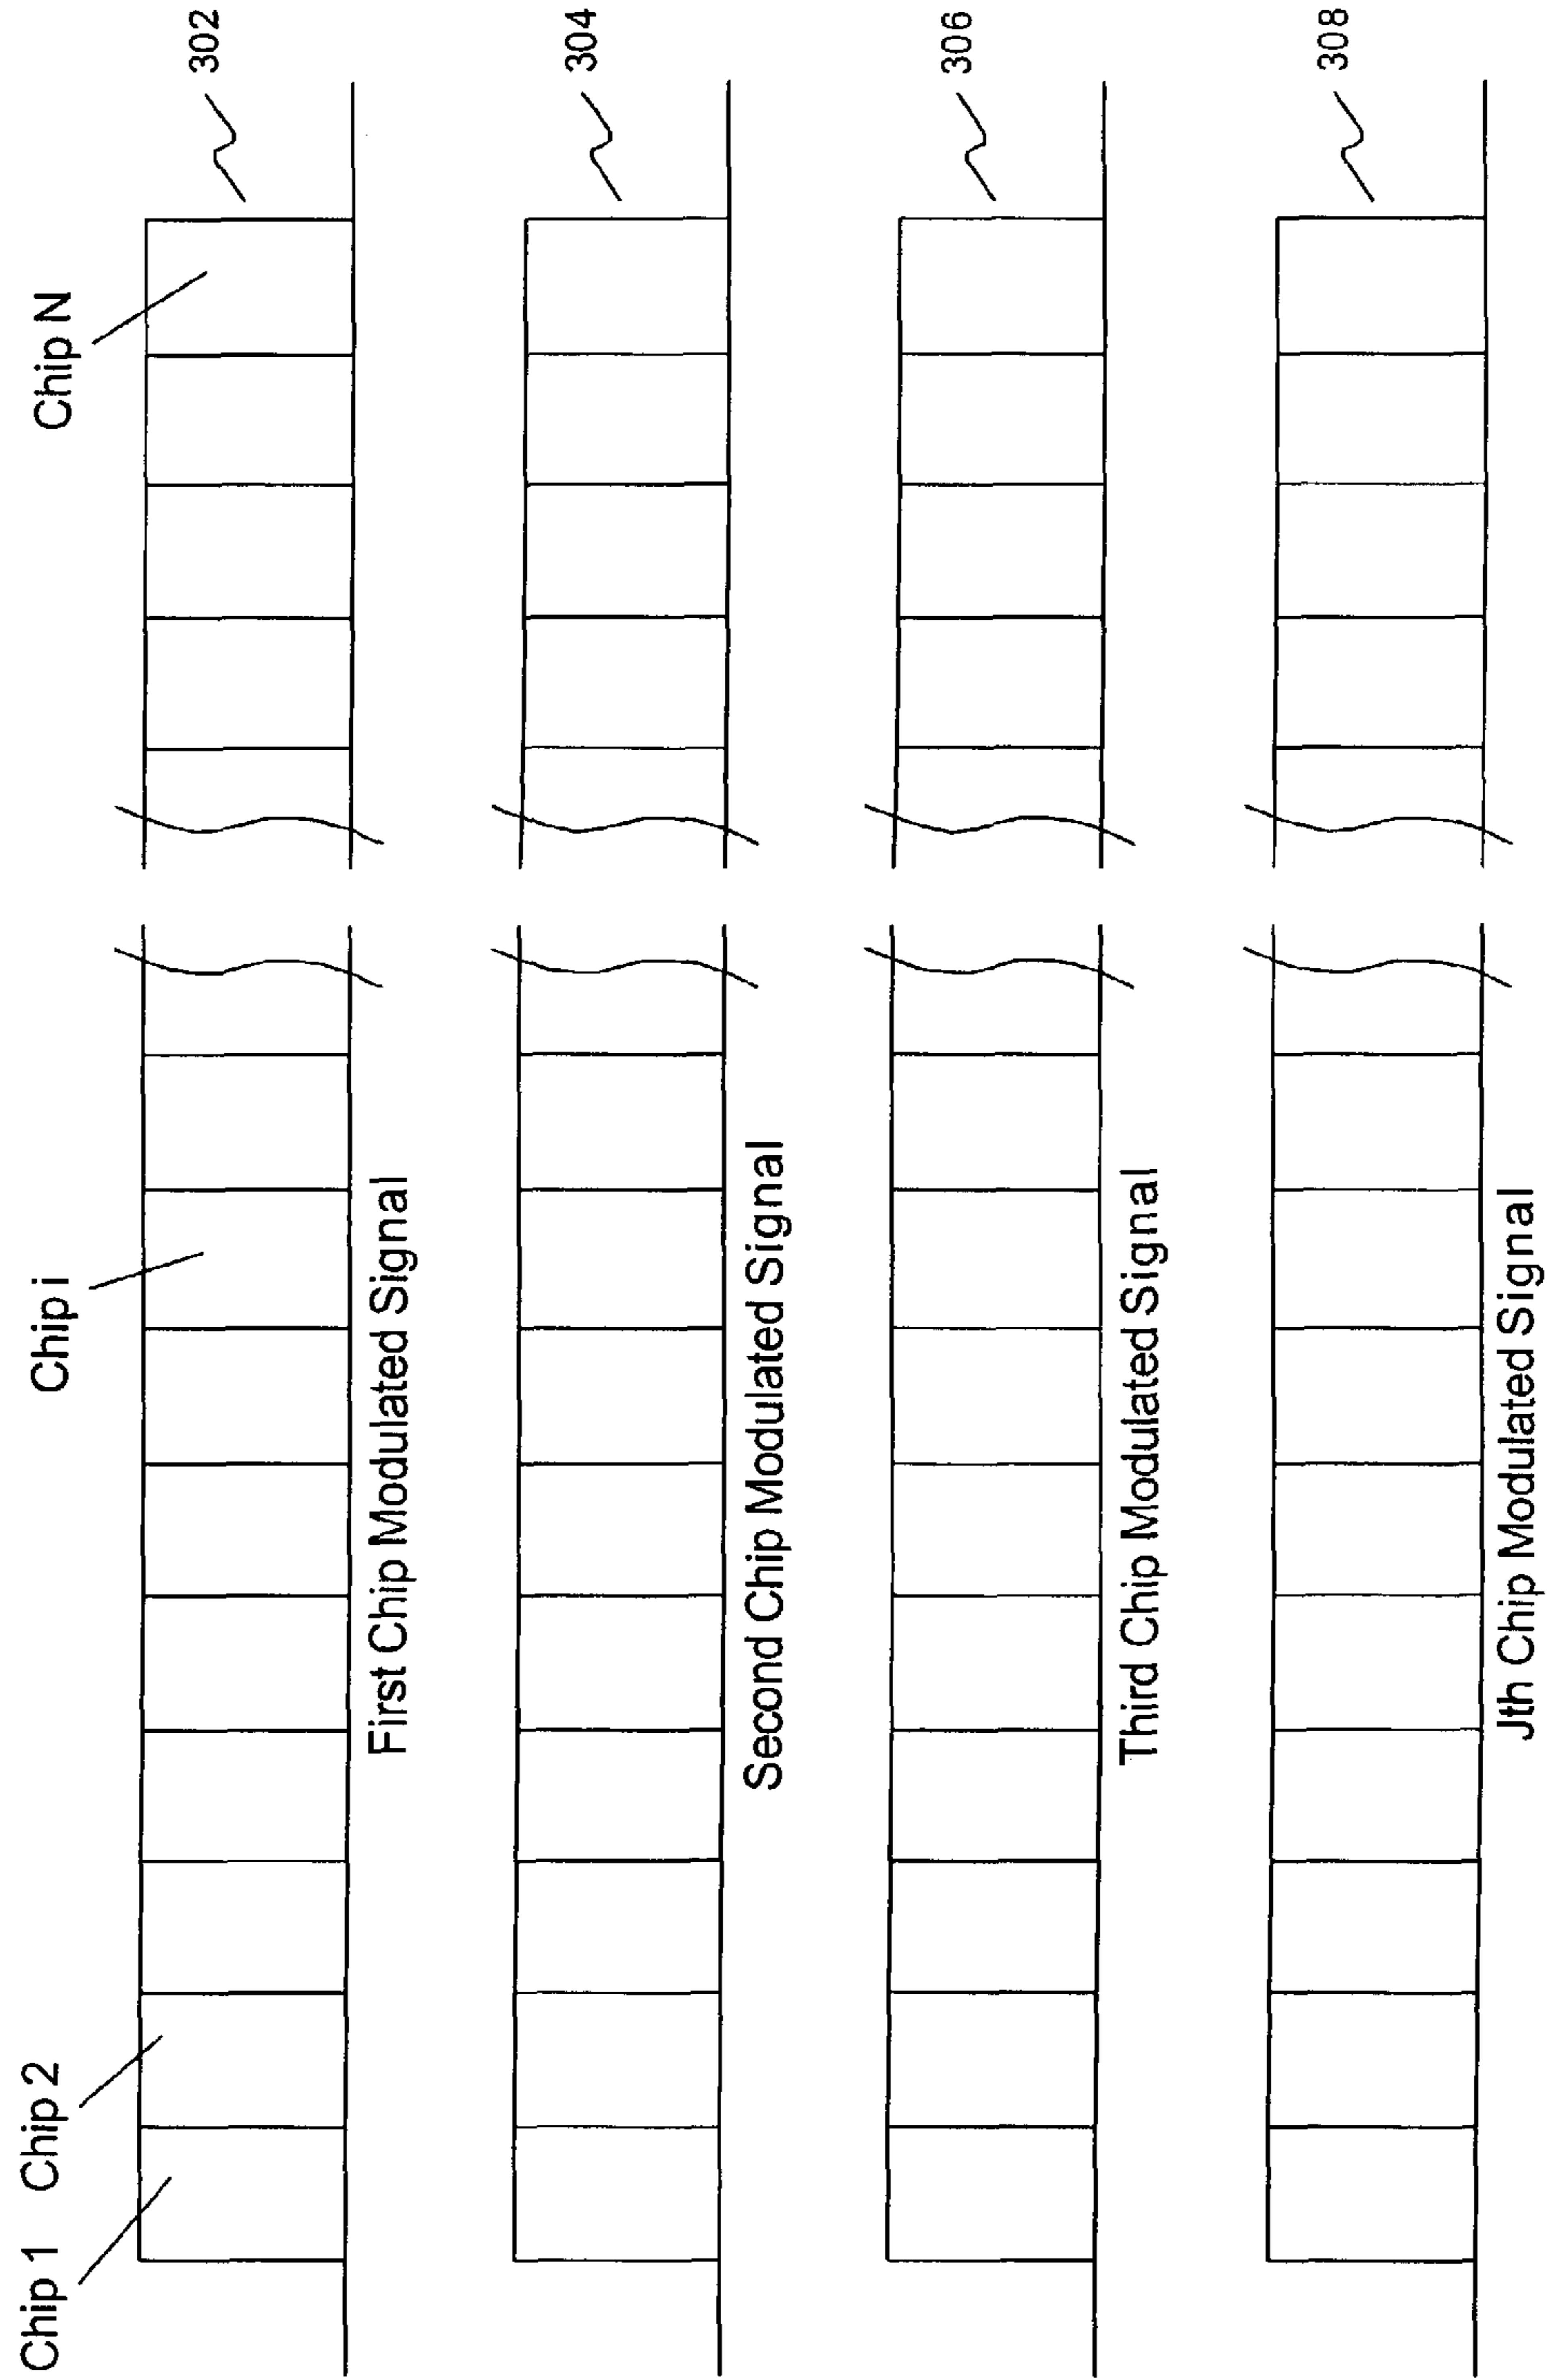 Chip 1
Chip 2
Chip i
Chip N
302
First Chip Modulated Signal
304
Second Chip Modulated Signal
306
Third Chip Modulated Signal
308
Jth Chip Modulated Signal